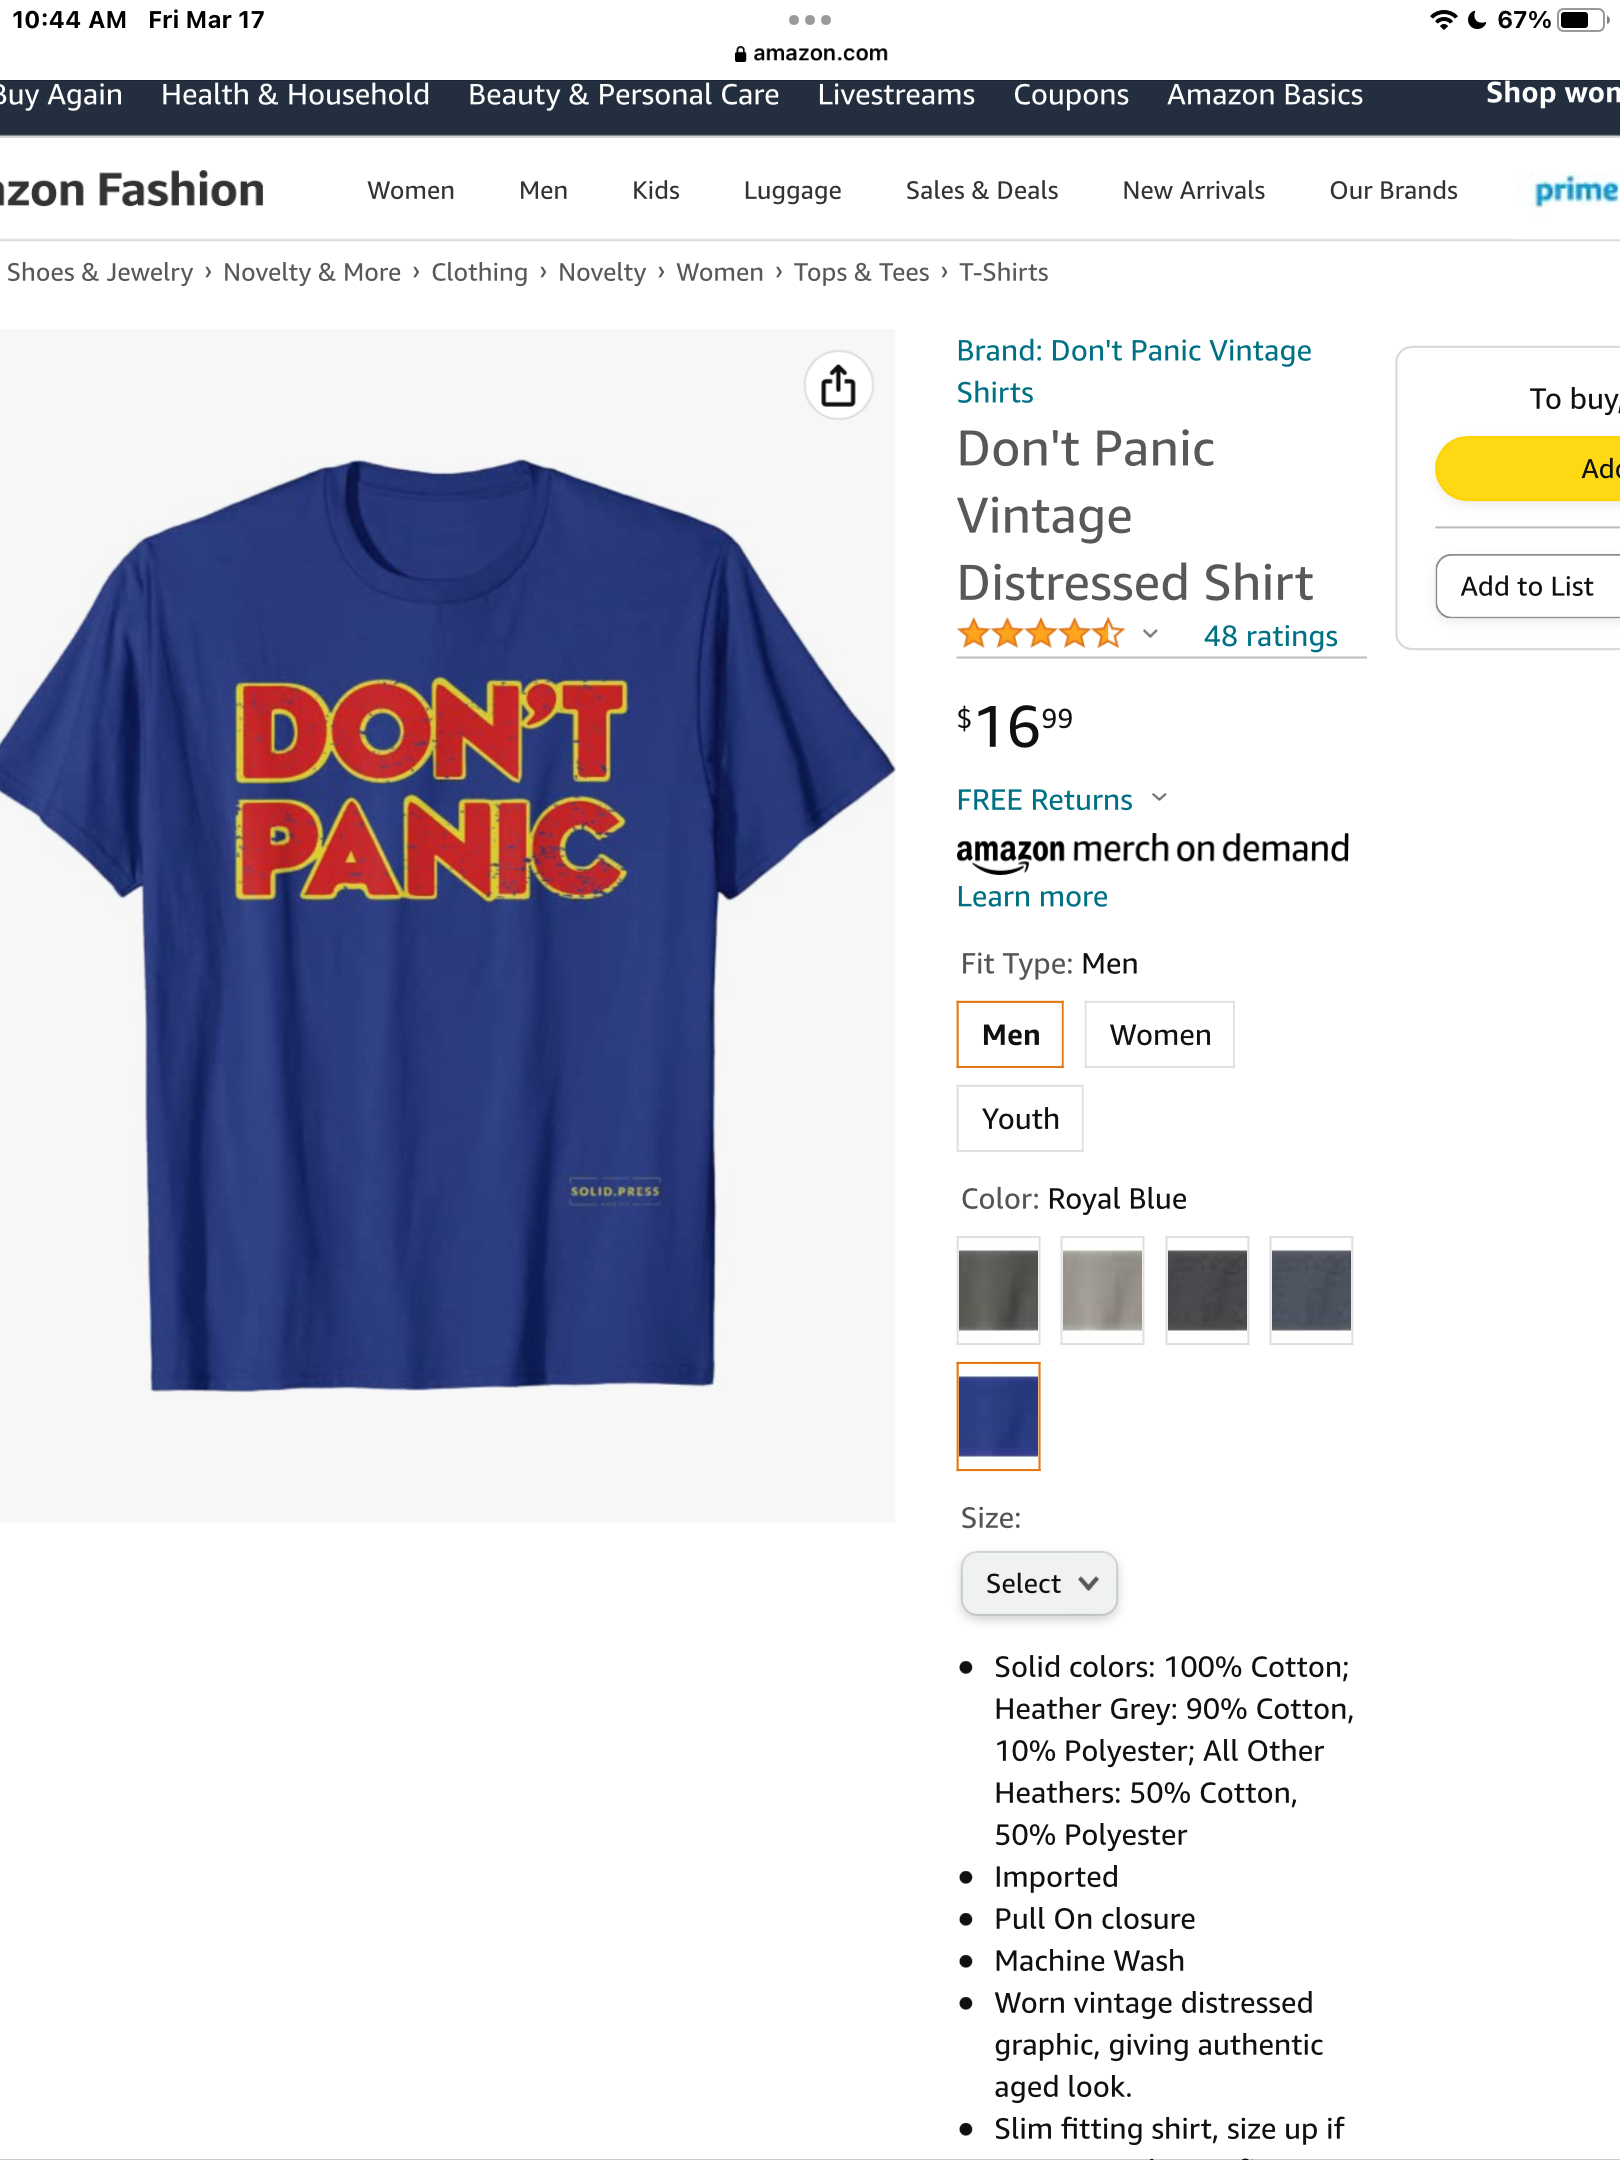 10:44 AM Fri Mar 17
67%
amazon.com
Buy Again Health & Household Beauty & Personal Care Livestreams Coupons Amazon Basics Shop
zon Fashion Women Men Kids Luggage Sales & Deals New Arrivals Our Brands prime
Shoes & Jewelry › Novelty & More › Clothing › Novelty › Women › Tops & Tees › T-Shirts
DON'T
PANIC
SOLID.PRESS
Brand: Don't Panic Vintage
Shirts
Don't Panic
Vintage
Distressed Shirt
48 ratings
$16 99
FREE Returns
amazon merch on demand
Learn more
Fit Type: Men
Men Women
Youth
Color: Royal Blue
Size:
Select
Solid colors: 100% Cotton;
Heather Grey: 90% Cotton,
10% Polyester; All Other
Heathers: 50% Cotton,
50% Polyester
Imported
Pull On closure
Machine Wash
Worn vintage distressed
graphic, giving authentic
aged look.
Slim fitting shirt, size up if
To buy,
Add
Add to List